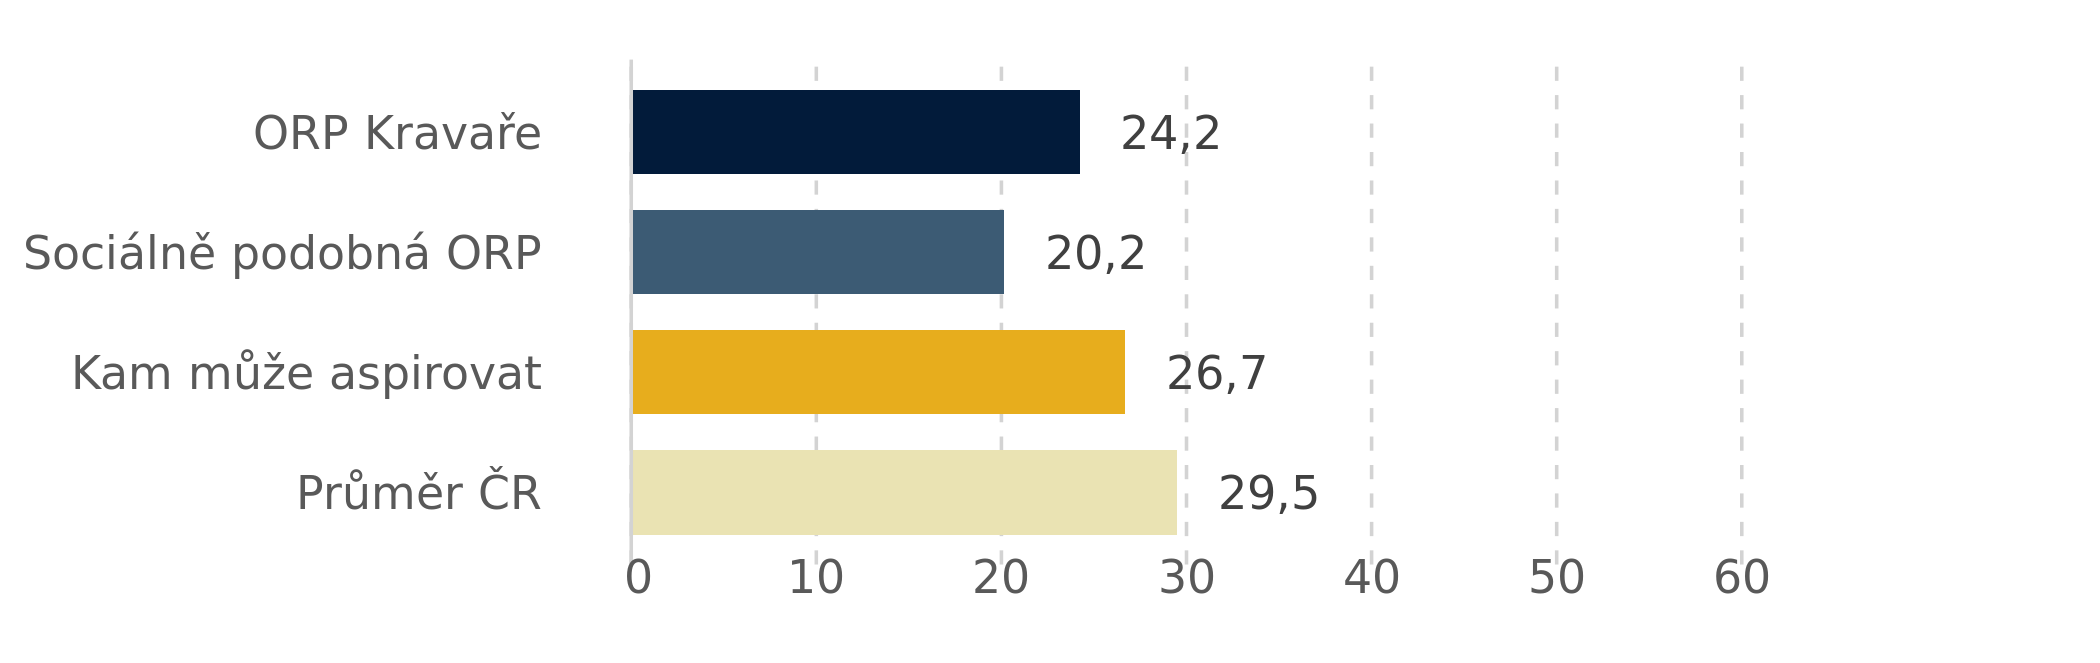 ORP Kravaře 24,2
Sociálně podobná ORP 20,2
Kam může aspirovat 26,7
Průměr ČR 29,5
0 10 20 30 40 50 60